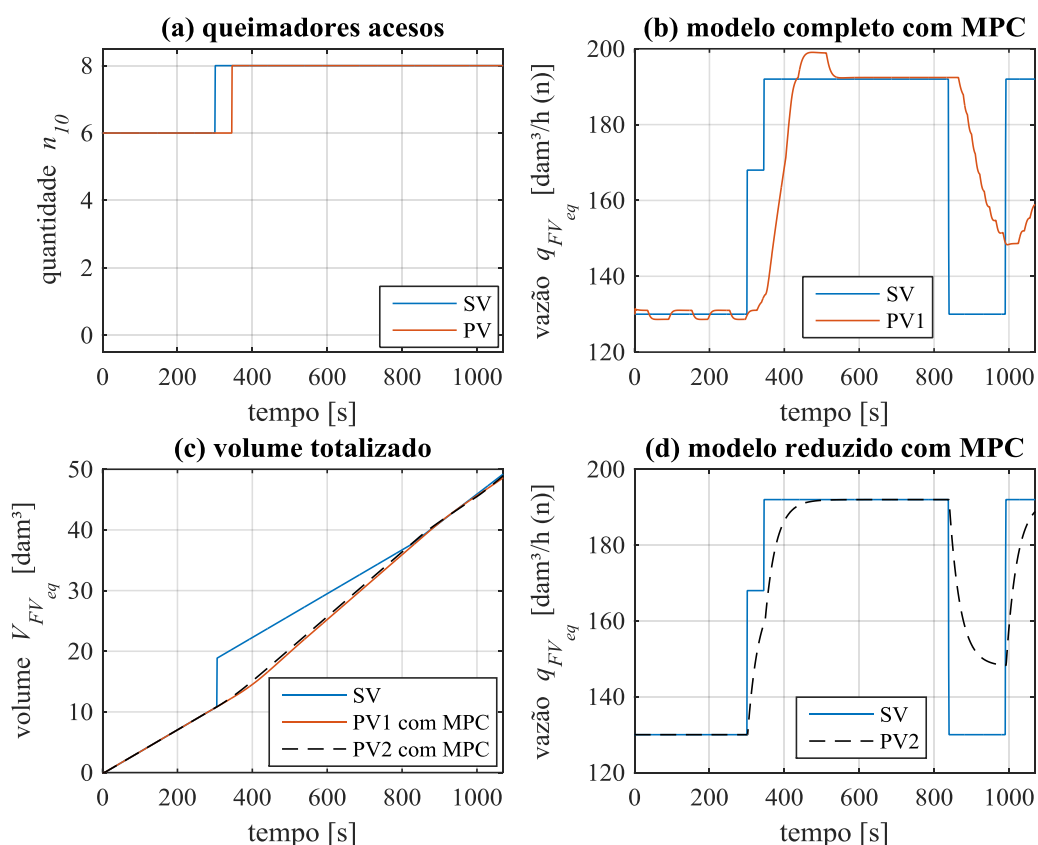 (a) queimadores acesos
8
6
4
2
0
quantidade n_10
SV
PV
0 200 400 600 800 1000
tempo [s]
(b) modelo completo com MPC
200
180
160
140
120
vazão q_FV_eq [dam³/h (n)]
SV
PV1
0 200 400 600 800 1000
tempo [s]
(c) volume totalizado
50
40
30
20
10
0
volume V_FV_eq [dam³]
SV
PV1 com MPC
PV2 com MPC
0 200 400 600 800 1000
tempo [s]
(d) modelo reduzido com MPC
200
180
160
140
120
vazão q_FV_eq [dam³/h (n)]
SV
PV2
0 200 400 600 800 1000
tempo [s]